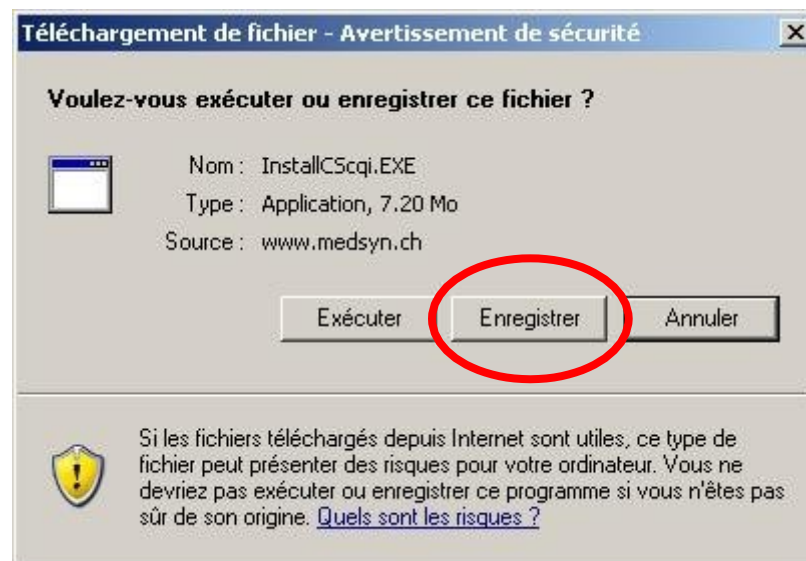 Téléchargement de fichier - Avertissement de sécurité
Voulez-vous exécuter ou enregistrer ce fichier ?
Nom : InstallCScqi.EXE
Type : Application, 7.20 Mo
Source : www.medsyn.ch
Exécuter Enregistrer Annuler
Si les fichiers téléchargés depuis Internet sont utiles, ce type de
fichier peut présenter des risques pour votre ordinateur. Vous ne
devriez pas exécuter ou enregistrer ce programme si vous n'êtes pas
sûr de son origine. Quels sont les risques ?